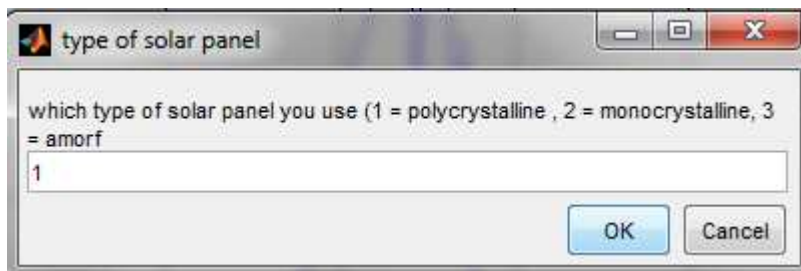 type of solar panel
which type of solar panel you use (1 = polycrystalline , 2 = monocrystalline, 3
= amorf
1
OK Cancel